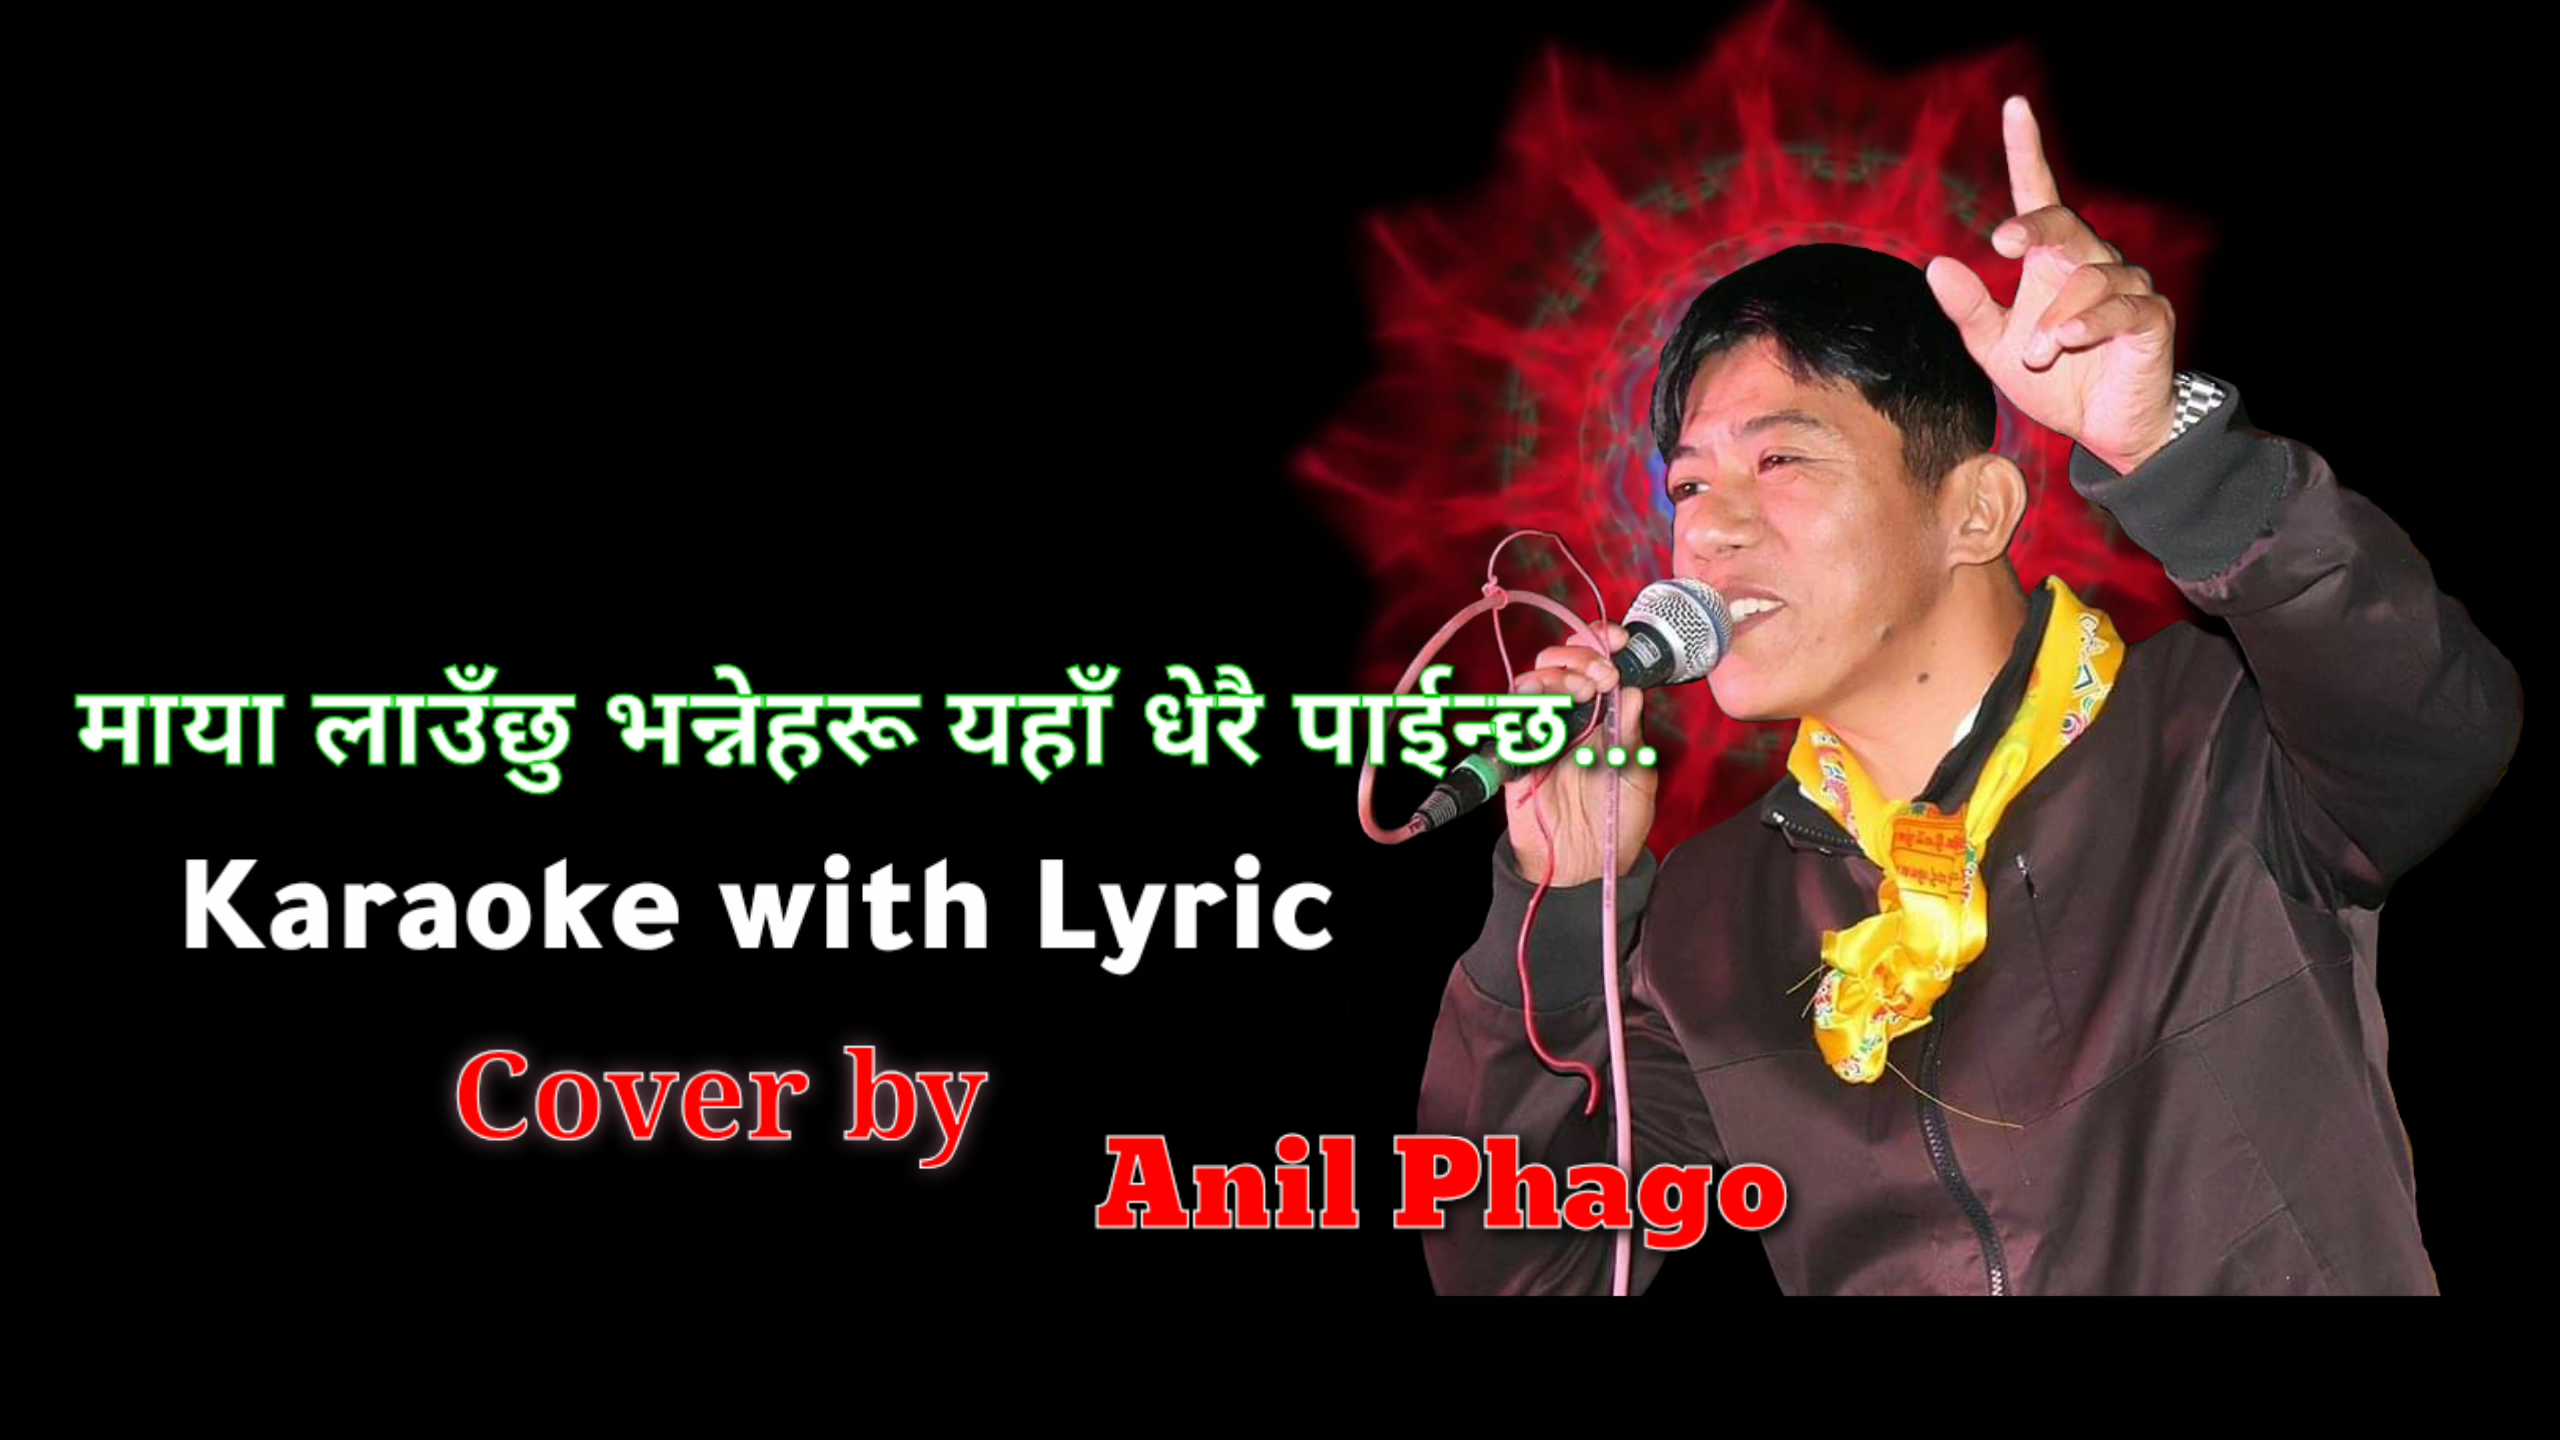 माया लाउँछु भन्नेहरू यहाँ धेरै पाईन्छ...
Karaoke with Lyric
Cover by
Anil Phago